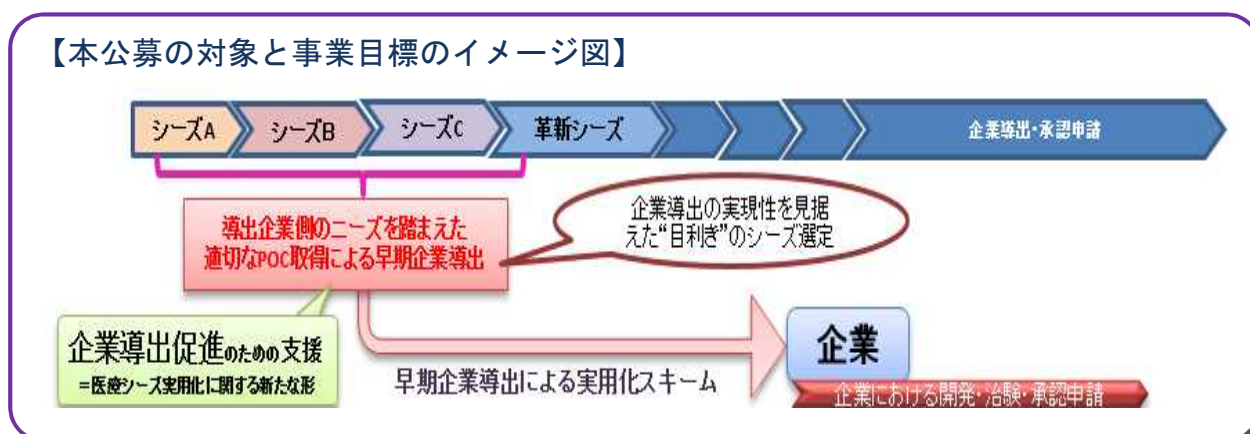 【本公募の対象と事業目標のイメージ図】
シーズA
シーズB
シーズC
革新シーズ
企業導出・承認申請
導出企業側のニーズを踏まえた
適切なPOC取得による早期企業導出
企業導出の実現性を見据
えた“目利き”のシーズ選定
企業導出促進のための支援
=医療シーズ実用化に関する新たな形
早期企業導出による実用化スキーム
企業
企業における開発・治験・承認申請